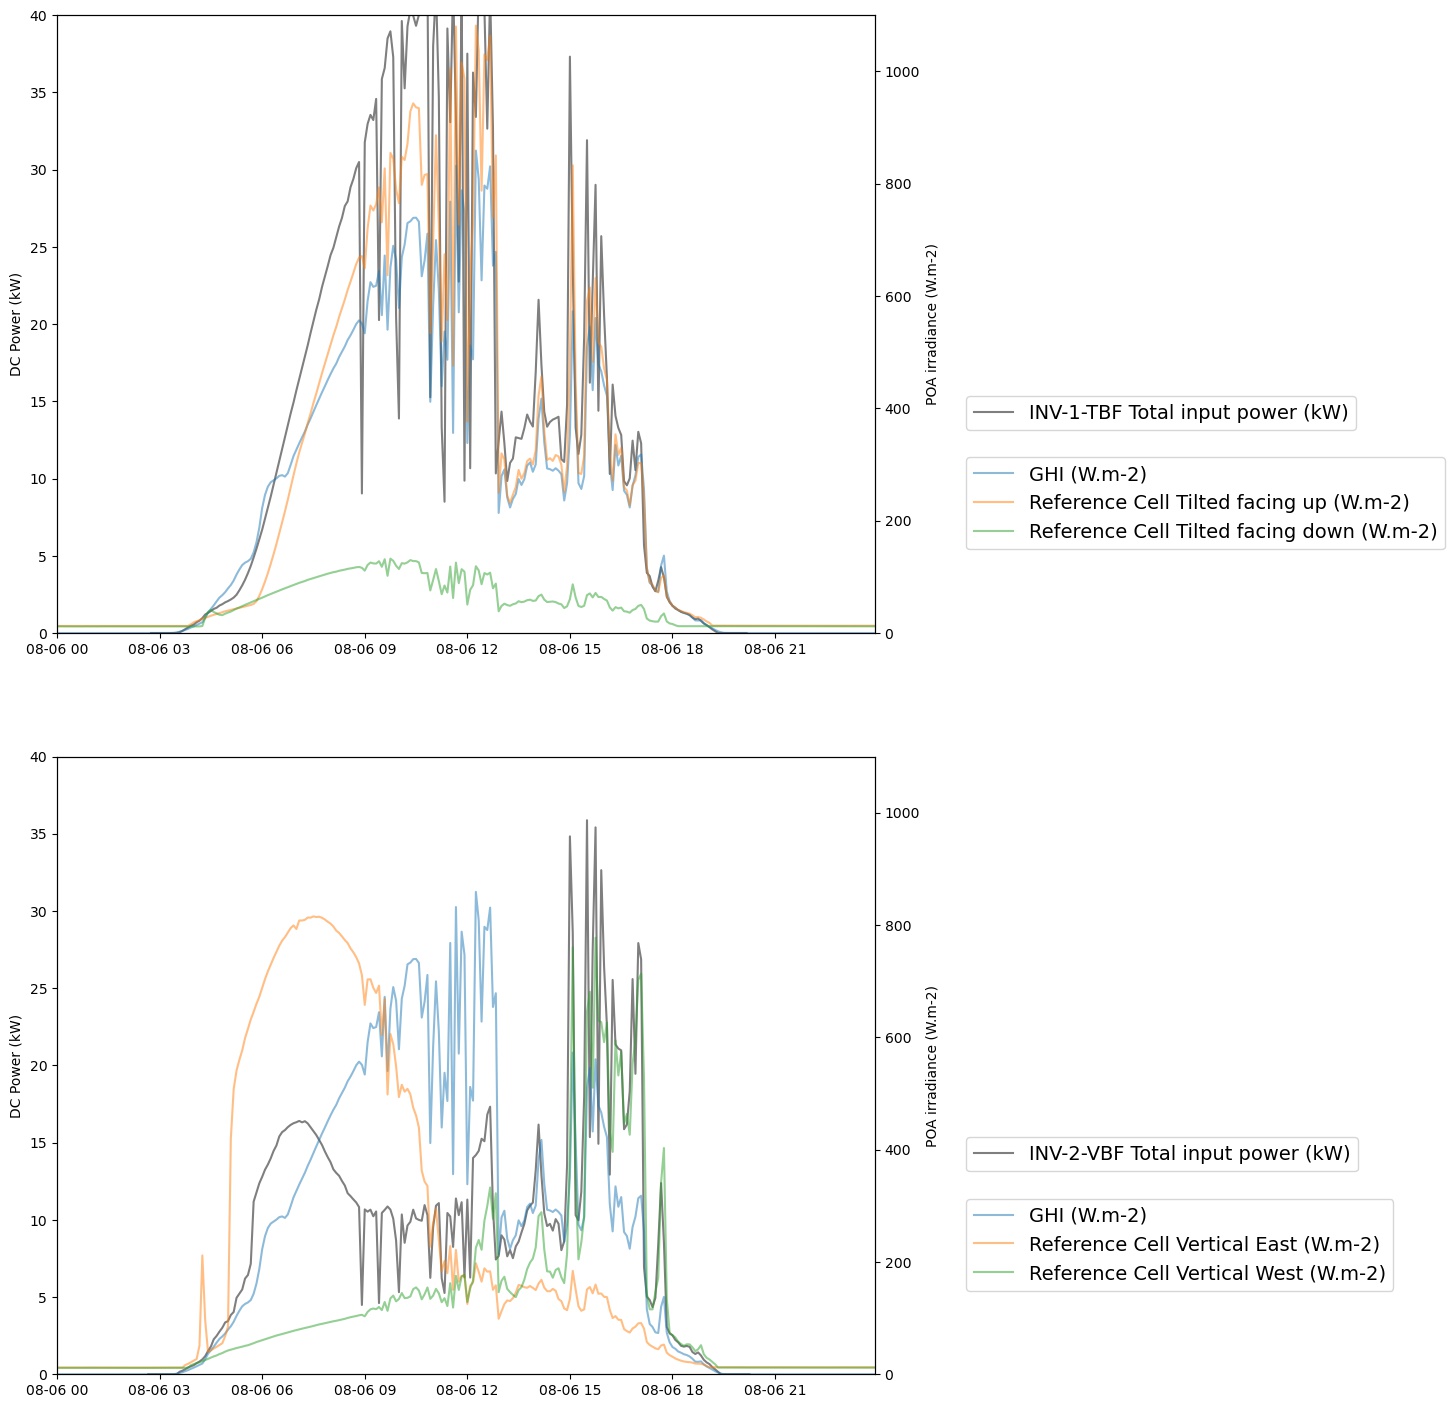 40
35
30
25
20
15
10
5
0
DC Power (kW)
1000
800
600
400
200
0
POA irradiance (W.m-2)
08-06 00 08-06 03 08-06 06 08-06 09 08-06 12 08-06 15 08-06 18 08-06 21
INV-1-TBF Total input power (kW)
GHI (W.m-2)
Reference Cell Tilted facing up (W.m-2)
Reference Cell Tilted facing down (W.m-2)
40
35
30
25
20
15
10
5
0
DC Power (kW)
1000
800
600
400
200
0
POA irradiance (W.m-2)
08-06 00 08-06 03 08-06 06 08-06 09 08-06 12 08-06 15 08-06 18 08-06 21
INV-2-VBF Total input power (kW)
GHI (W.m-2)
Reference Cell Vertical East (W.m-2)
Reference Cell Vertical West (W.m-2)